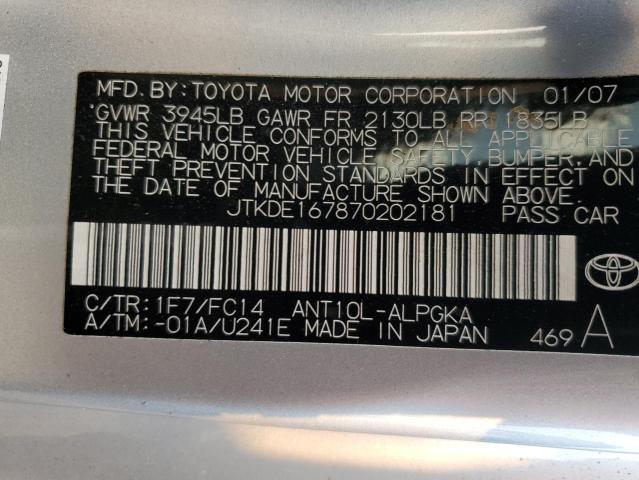 MFD. BY: TOYOTA MOTOR CORPORATION 01/07
GVWR 3945LB GAWR FR 2130LB RR 1835LB
THIS VEHICLE CONFORMS TO ALL APPLICABLE
FEDERAL MOTOR VEHICLE SAFETY, BUMPER, AND
THEFT PREVENTION STANDARDS IN EFFECT ON
THE DATE OF MANUFACTURE SHOWN ABOVE.
JTKDE167870202181 PASS CAR
C/TR: 1F7/FC14 ANT10L-ALPGKA
A/TM: -01A/U241E MADE IN JAPAN 469 A